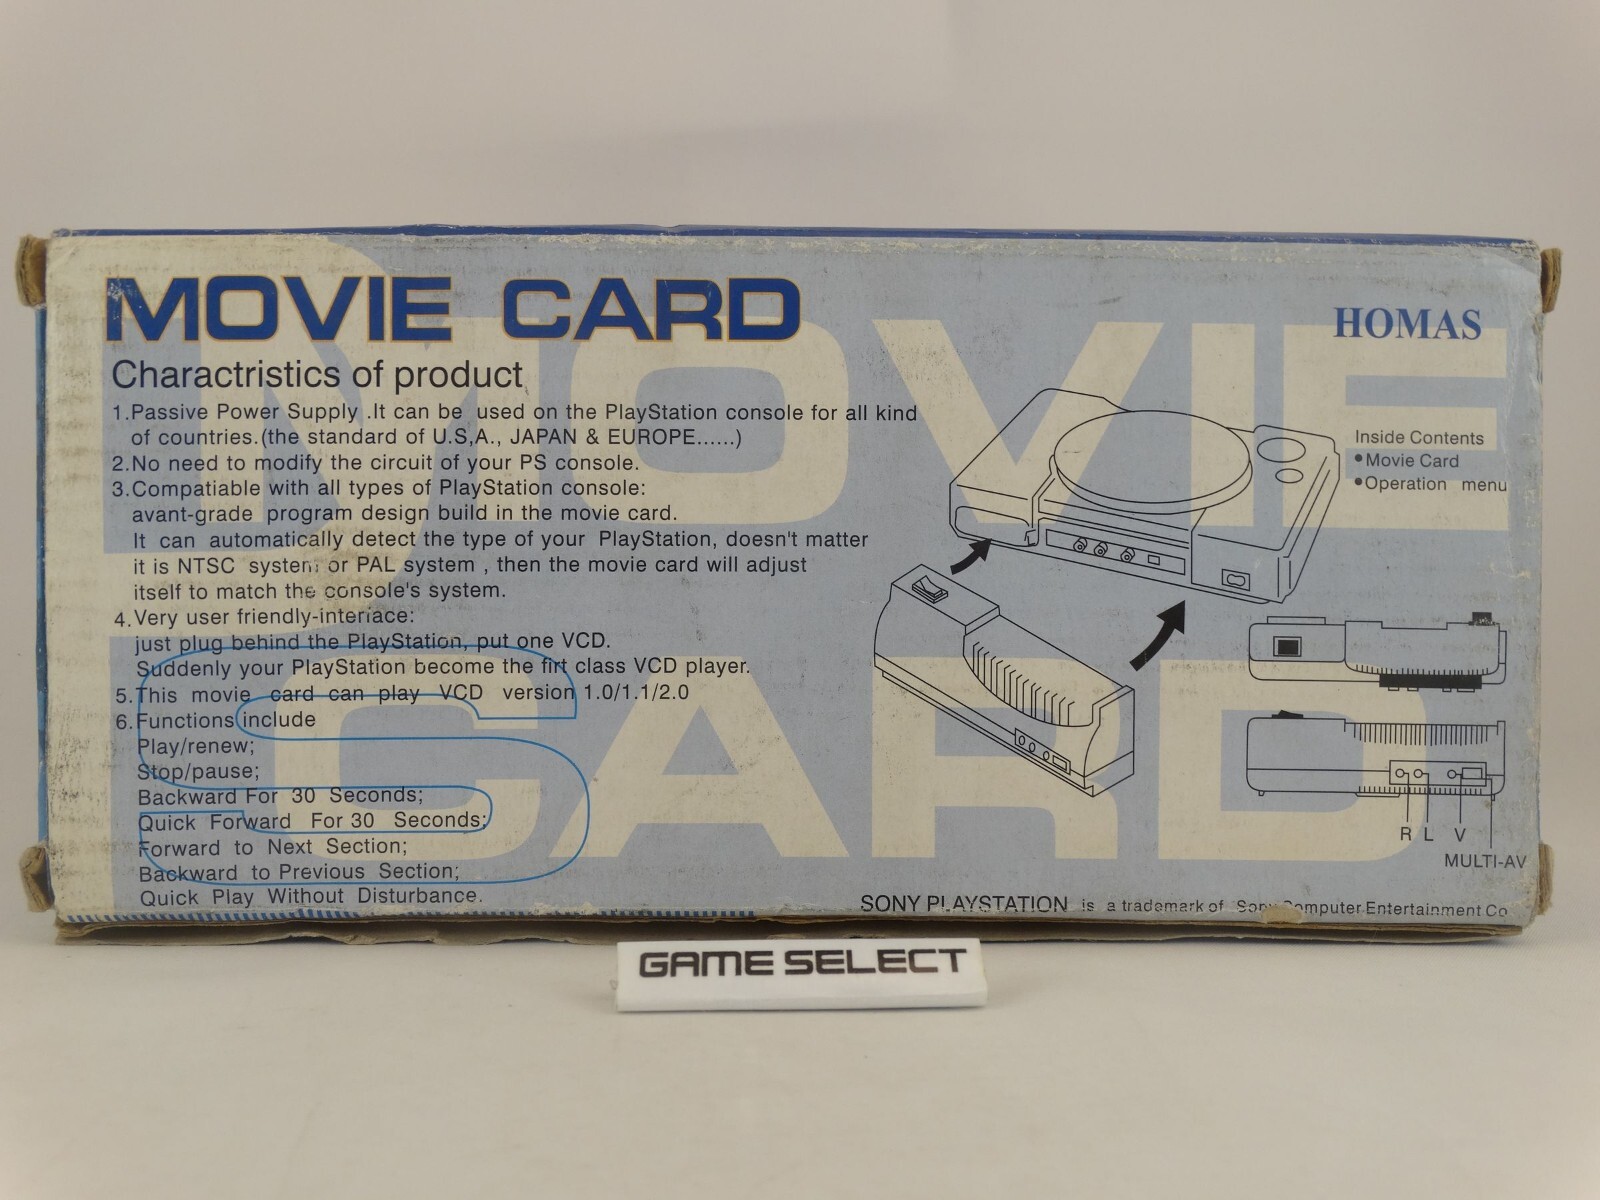 MOVIE CARD
HOMAS
Charactristics of product
1.Passive Power Supply .It can be used on the PlayStation console for all kind
of countries.(the standard of U.S,A., JAPAN & EUROPE......)
2.No need to modify the circuit of your PS console.
3.Compatiable with all types of PlayStation console:
avant-grade program design build in the movie card.
It can automatically detect the type of your PlayStation, doesn't matter
it is NTSC system or PAL system , then the movie card will adjust
itself to match the console's system.
4.Very user friendly-interface:
just plug behind the PlayStation, put one VCD.
Suddenly your PlayStation become the firt class VCD player.
5.This movie card can play VCD version 1.0/1.1/2.0
6.Functions include
Play/renew;
Stop/pause;
Backward For 30 Seconds;
Quick Forward For 30 Seconds;
Forward to Next Section;
Backward to Previous Section;
Quick Play Without Disturbance.
Inside Contents
•Movie Card
•Operation menu
R L V
MULTI-AV
SONY PLAYSTATION is a trademark of Sony Computer Entertainment Co
MOVIE
CARD
GAME SELECT